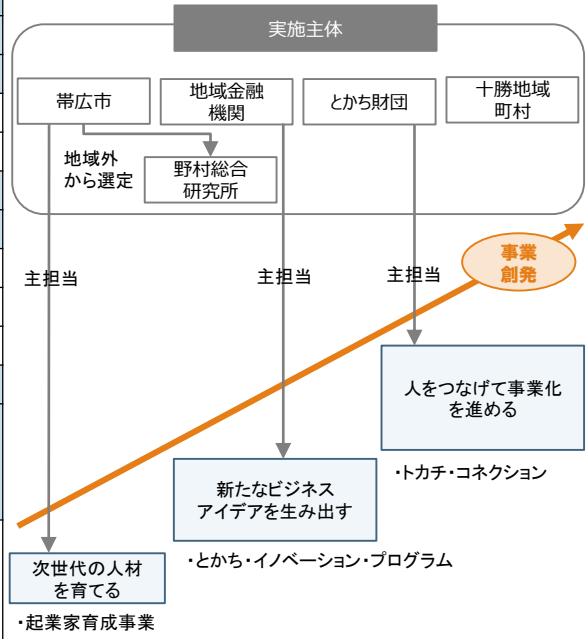 実施主体
帯広市
地域金融
機関
とかち財団
十勝地域
町村
地域外
から選定
野村総合
研究所
事業
創発
主担当
主担当
主担当
人をつなげて事業化
を進める
・トカチ・コネクション
新たなビジネス
アイデアを生み出す
・とかち・イノベーション・プログラム
次世代の人材
を育てる
・起業家育成事業